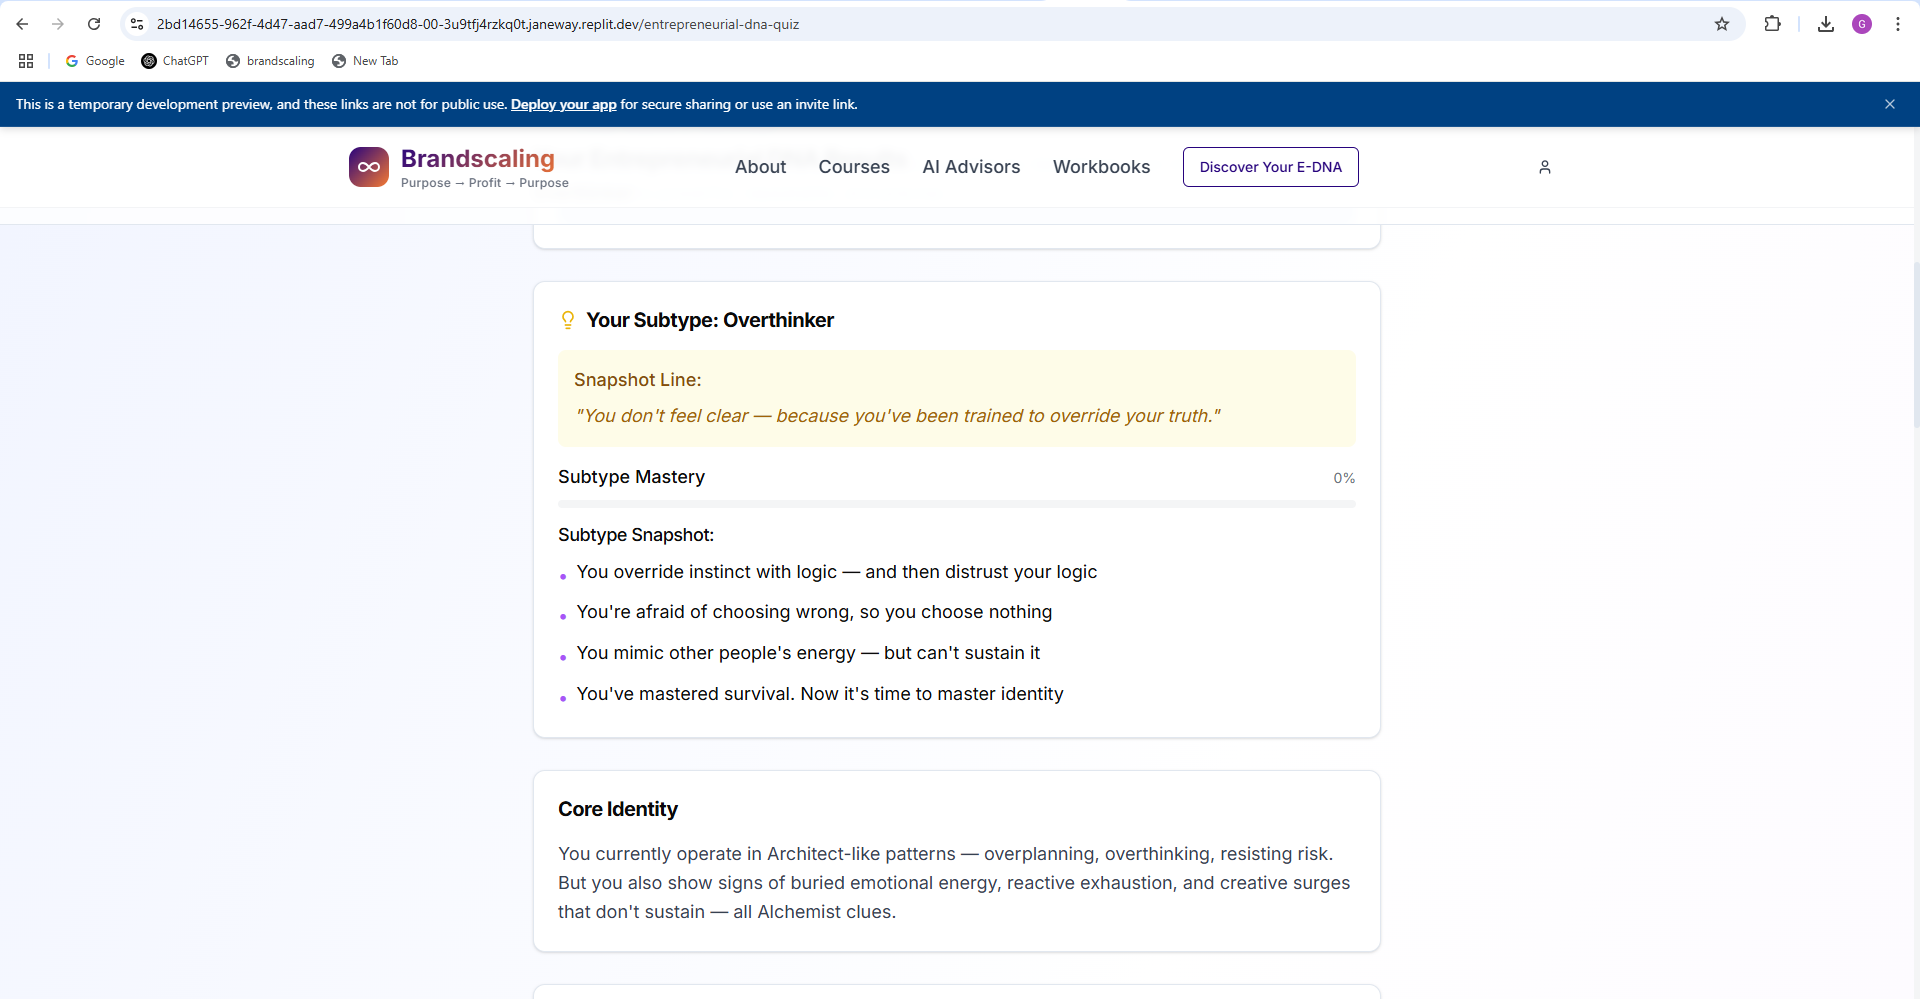 2bd14655-962f-4d47-aad7-499a4b1f60d8-00-3u9tfj4rzkq0t.janeway.replit.dev/entrepreneurial-dna-quiz
G
Google
ChatGPT
brandscaling
New Tab
This is a temporary development preview, and these links are not for public use. Deploy your app for secure sharing or use an invite link.
Brandscaling
Purpose → Profit → Purpose
About
Courses
AI Advisors
Workbooks
Discover Your E-DNA
Your Subtype: Overthinker
Snapshot Line:
"You don't feel clear — because you've been trained to override your truth."
Subtype Mastery
0%
Subtype Snapshot:
• You override instinct with logic — and then distrust your logic
• You're afraid of choosing wrong, so you choose nothing
• You mimic other people's energy — but can't sustain it
• You've mastered survival. Now it's time to master identity
Core Identity
You currently operate in Architect-like patterns — overplanning, overthinking, resisting risk.
But you also show signs of buried emotional energy, reactive exhaustion, and creative surges
that don't sustain — all Alchemist clues.